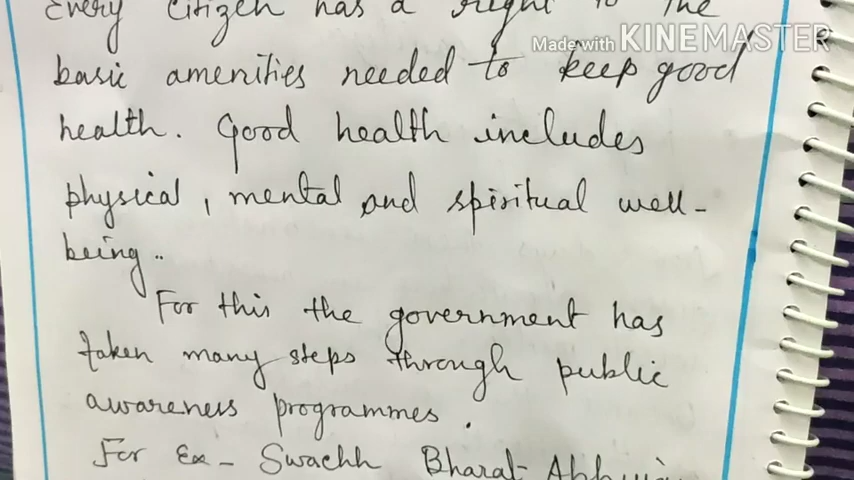 Every Citizen has a right to the
Made with KINEMASTER
basic amenities needed to keep good
health. Good health includes
physical, mental and spiritual well-
being..
For this the government has
taken many steps through public
awareness programmes.
For Ex - Swachh Bharat Abhiyan